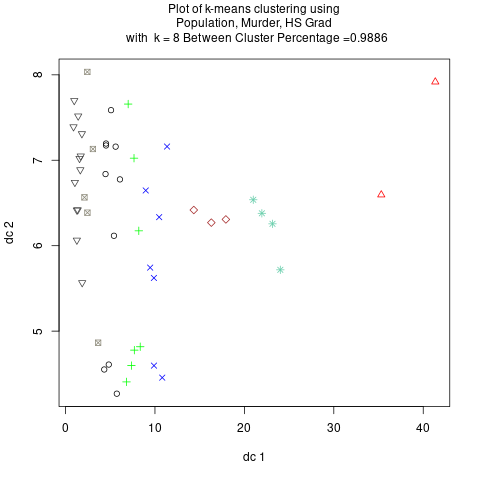 Plot of k-means clustering using
Population, Murder, HS Grad
with k = 8 Between Cluster Percentage =0.9886
8
7
6
5
dc 2
0 10 20 30 40
dc 1